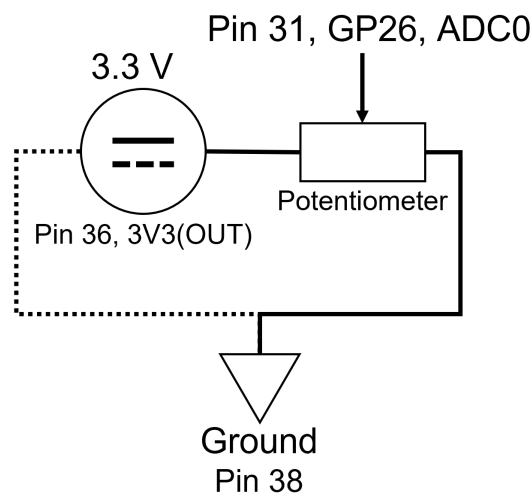 Pin 31, GP26, ADC0
3.3 V
Potentiometer
Pin 36, 3V3(OUT)
Ground
Pin 38